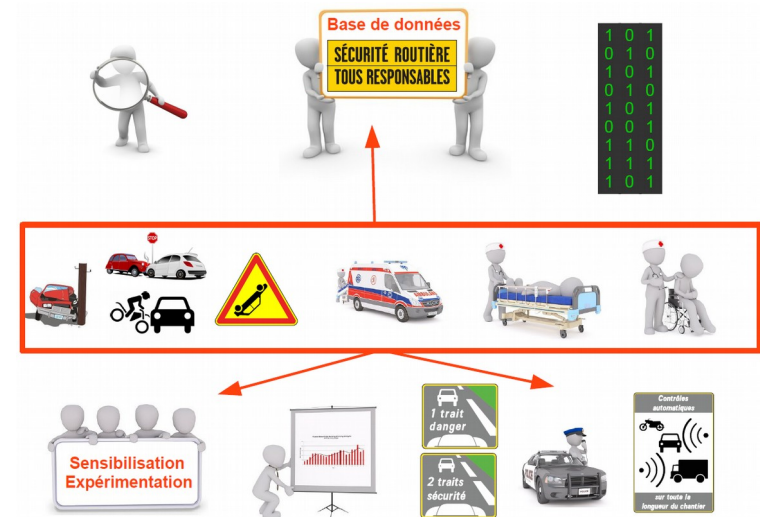 Base de données
SÉCURITÉ ROUTIÈRE
TOUS RESPONSABLES
1 0 1
0 1 0
1 0 1
0 1 0
1 0 1
0 0 1
1 1 0
1 1 1
1 0 1
STOP
Sensibilisation
Expérimentation
1 trait
danger
2 traits
sécurité
Contrôles
automatiques
sur toute la
longueur du chantier